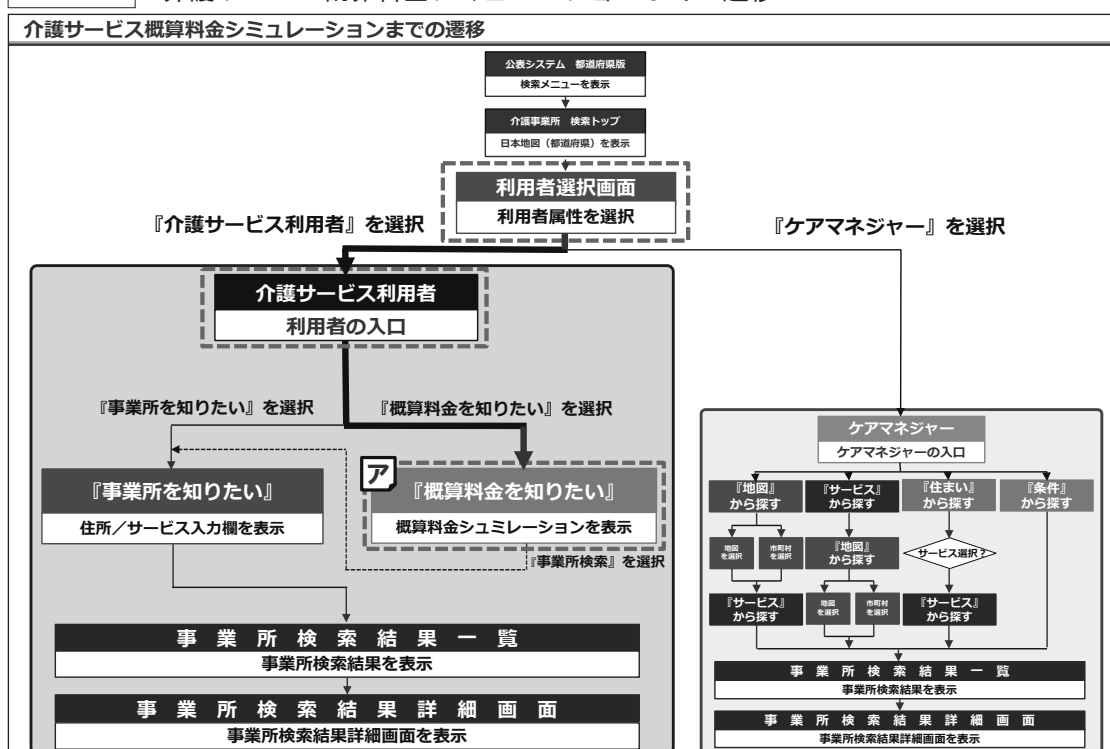 介護サービス概算料金シミュレーションまでの遷移
公表システム 都道府県版
検索メニューを表示
介護事業所 検索トップ
日本地図（都道府県）を表示
利用者選択画面
利用者属性を選択
『介護サービス利用者』を選択
『ケアマネジャー』を選択
介護サービス利用者
利用者の入口
『事業所を知りたい』を選択
『概算料金を知りたい』を選択
『事業所を知りたい』
住所／サービス入力欄を表示
ア
『概算料金を知りたい』
概算料金シュミレーションを表示
『事業所検索』を選択
事業所検索結果一覧
事業所検索結果を表示
事業所検索結果詳細画面
事業所検索結果詳細画面を表示
ケアマネジャー
ケアマネジャーの入口
『地図』
から探す
『サービス』
から探す
『住まい』
から探す
『条件』
から探す
地図
を選択
市町村
を選択
『地図』
から探す
サービス選択？
『サービス』
から探す
地図
を選択
市町村
を選択
『サービス』
から探す
事業所検索結果一覧
事業所検索結果を表示
事業所検索結果詳細画面
事業所検索結果詳細画面を表示